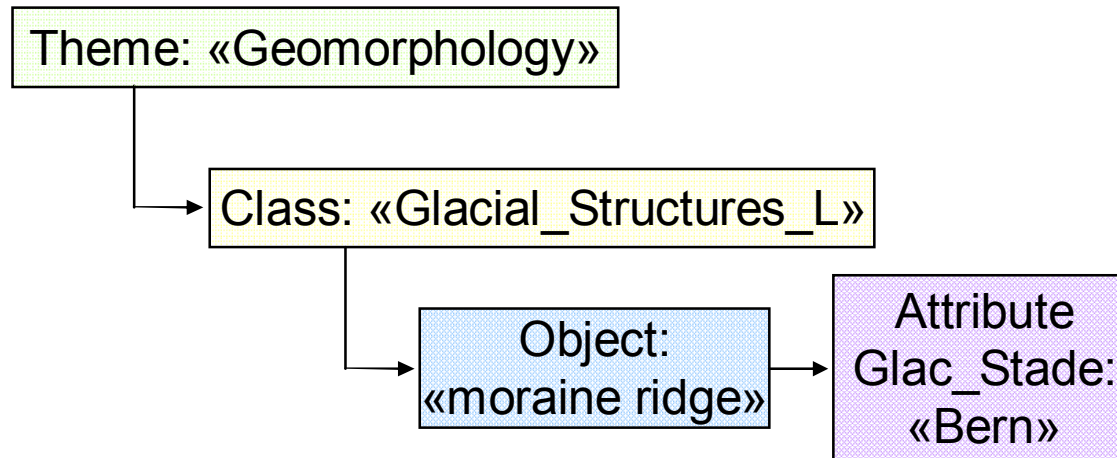 Theme: «Geomorphology»
Class: «Glacial_Structures_L»
Object:
«moraine ridge»
Attribute
Glac_Stade:
«Bern»